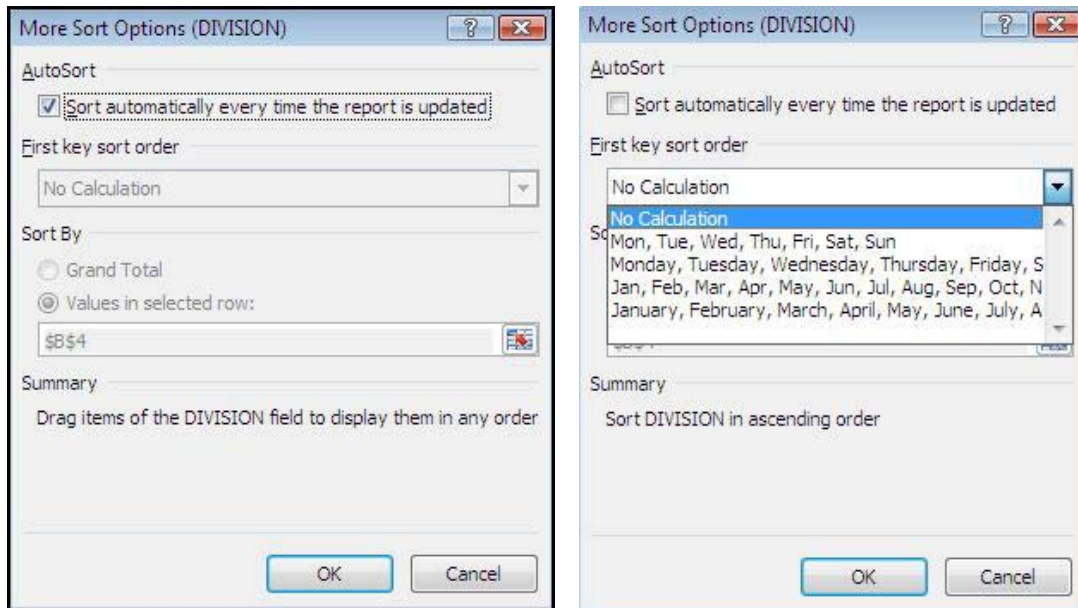 More Sort Options (DIVISION)
AutoSort
Sort automatically every time the report is updated
First key sort order
No Calculation
Sort By
Grand Total
Values in selected row:
$B$4
Summary
Drag items of the DIVISION field to display them in any order
OK
Cancel
More Sort Options (DIVISION)
AutoSort
Sort automatically every time the report is updated
First key sort order
No Calculation
No Calculation
Mon, Tue, Wed, Thu, Fri, Sat, Sun
Monday, Tuesday, Wednesday, Thursday, Friday, S
Jan, Feb, Mar, Apr, May, Jun, Jul, Aug, Sep, Oct, N
January, February, March, April, May, June, July, A
Summary
Sort DIVISION in ascending order
OK
Cancel